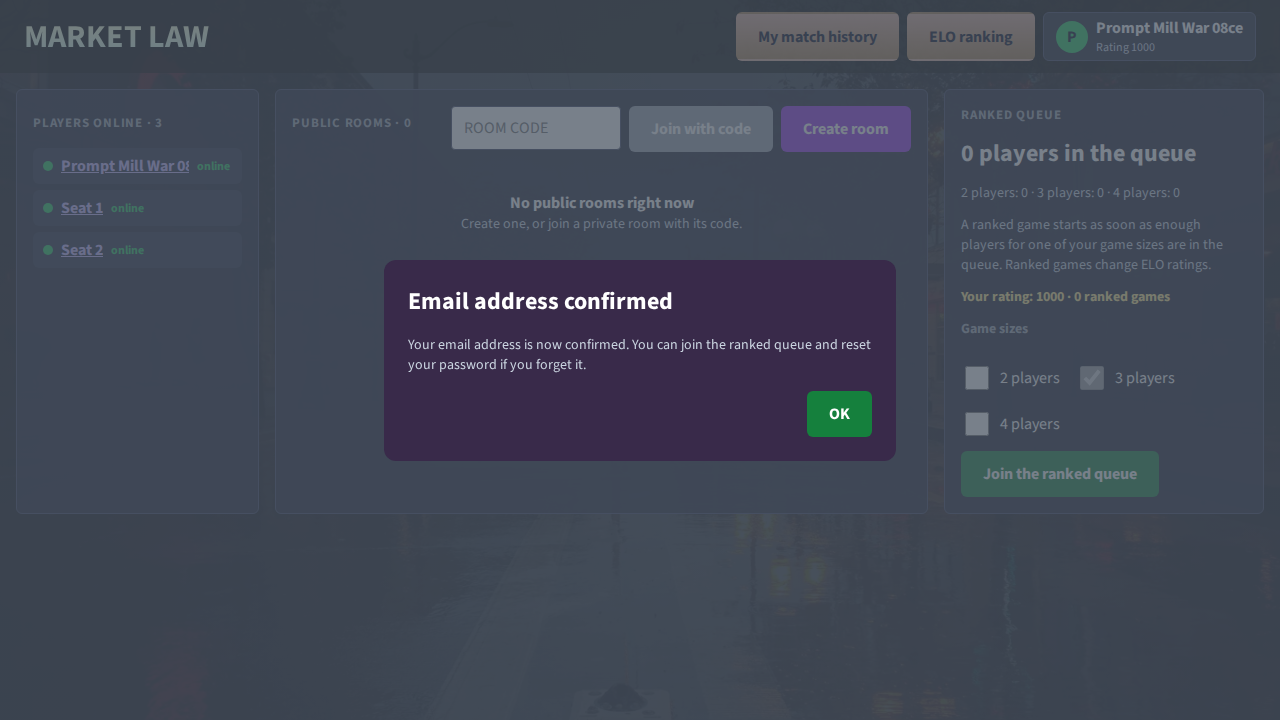 MARKET LAW
My match history
ELO ranking
P
Prompt Mill War 08ce
Rating 1000
PLAYERS ONLINE · 3
Prompt Mill War 08
online
Seat 1
online
Seat 2
online
PUBLIC ROOMS · 0
ROOM CODE
Join with code
Create room
No public rooms right now
Create one, or join a private room with its code.
Email address confirmed
Your email address is now confirmed. You can join the ranked queue and reset
your password if you forget it.
OK
RANKED QUEUE
0 players in the queue
2 players: 0 · 3 players: 0 · 4 players: 0
A ranked game starts as soon as enough
players for one of your game sizes are in the
queue. Ranked games change ELO ratings.
Your rating: 1000 · 0 ranked games
Game sizes
2 players
3 players
4 players
Join the ranked queue